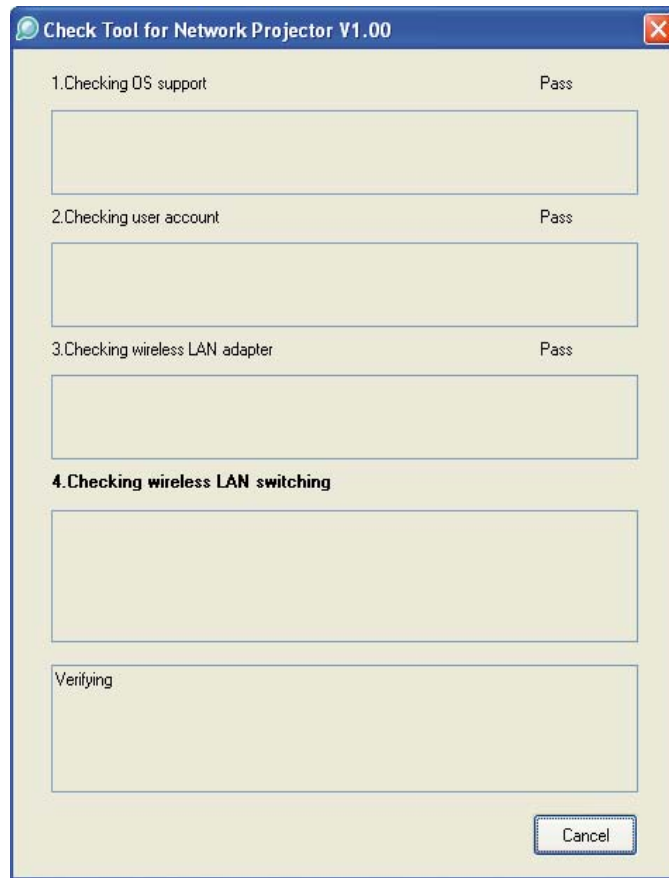 Check Tool for Network Projector V1.00
1.Checking OS support Pass
2.Checking user account Pass
3.Checking wireless LAN adapter Pass
4.Checking wireless LAN switching
Verifying
Cancel